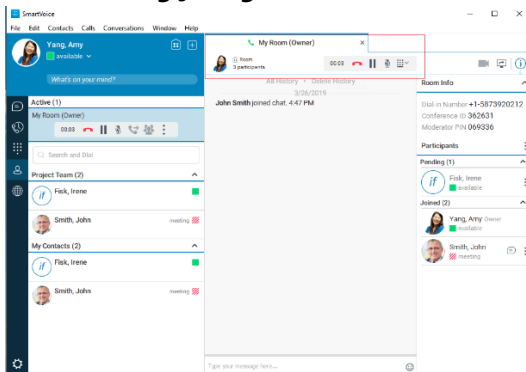 SmartVoice
File Edit Contacts Calls Conversations Window Help
Yang, Amy
available
What's on your mind?
Active (1)
My Room (Owner)
00:03
Search and Dial
Project Team (2)
if Fisk, Irene
Smith, John meeting
My Contacts (2)
if Fisk, Irene
Smith, John meeting
My Room (Owner) ×
Room
3 participants
00:03
All History • Delete History
3/26/2019
John Smith joined chat. 4:47 PM
Type your message here...
Room Info
Dial-in Number +1-5873920212
Conference ID 362631
Moderator PIN 069336
Participants
Pending (1)
if Fisk, Irene
available
Joined (2)
Yang, Amy Owner
available
Smith, John
meeting